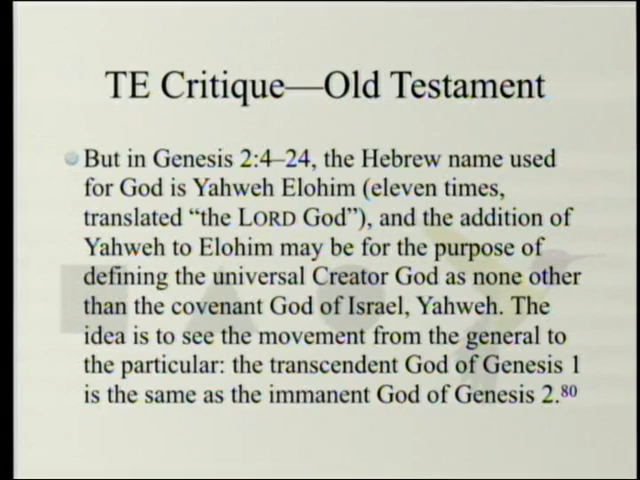 TE Critique—Old Testament
But in Genesis 2:4–24, the Hebrew name used
for God is Yahweh Elohim (eleven times,
translated “the LORD God”), and the addition of
Yahweh to Elohim may be for the purpose of
defining the universal Creator God as none other
than the covenant God of Israel, Yahweh. The
idea is to see the movement from the general to
the particular: the transcendent God of Genesis 1
is the same as the immanent God of Genesis 2.80